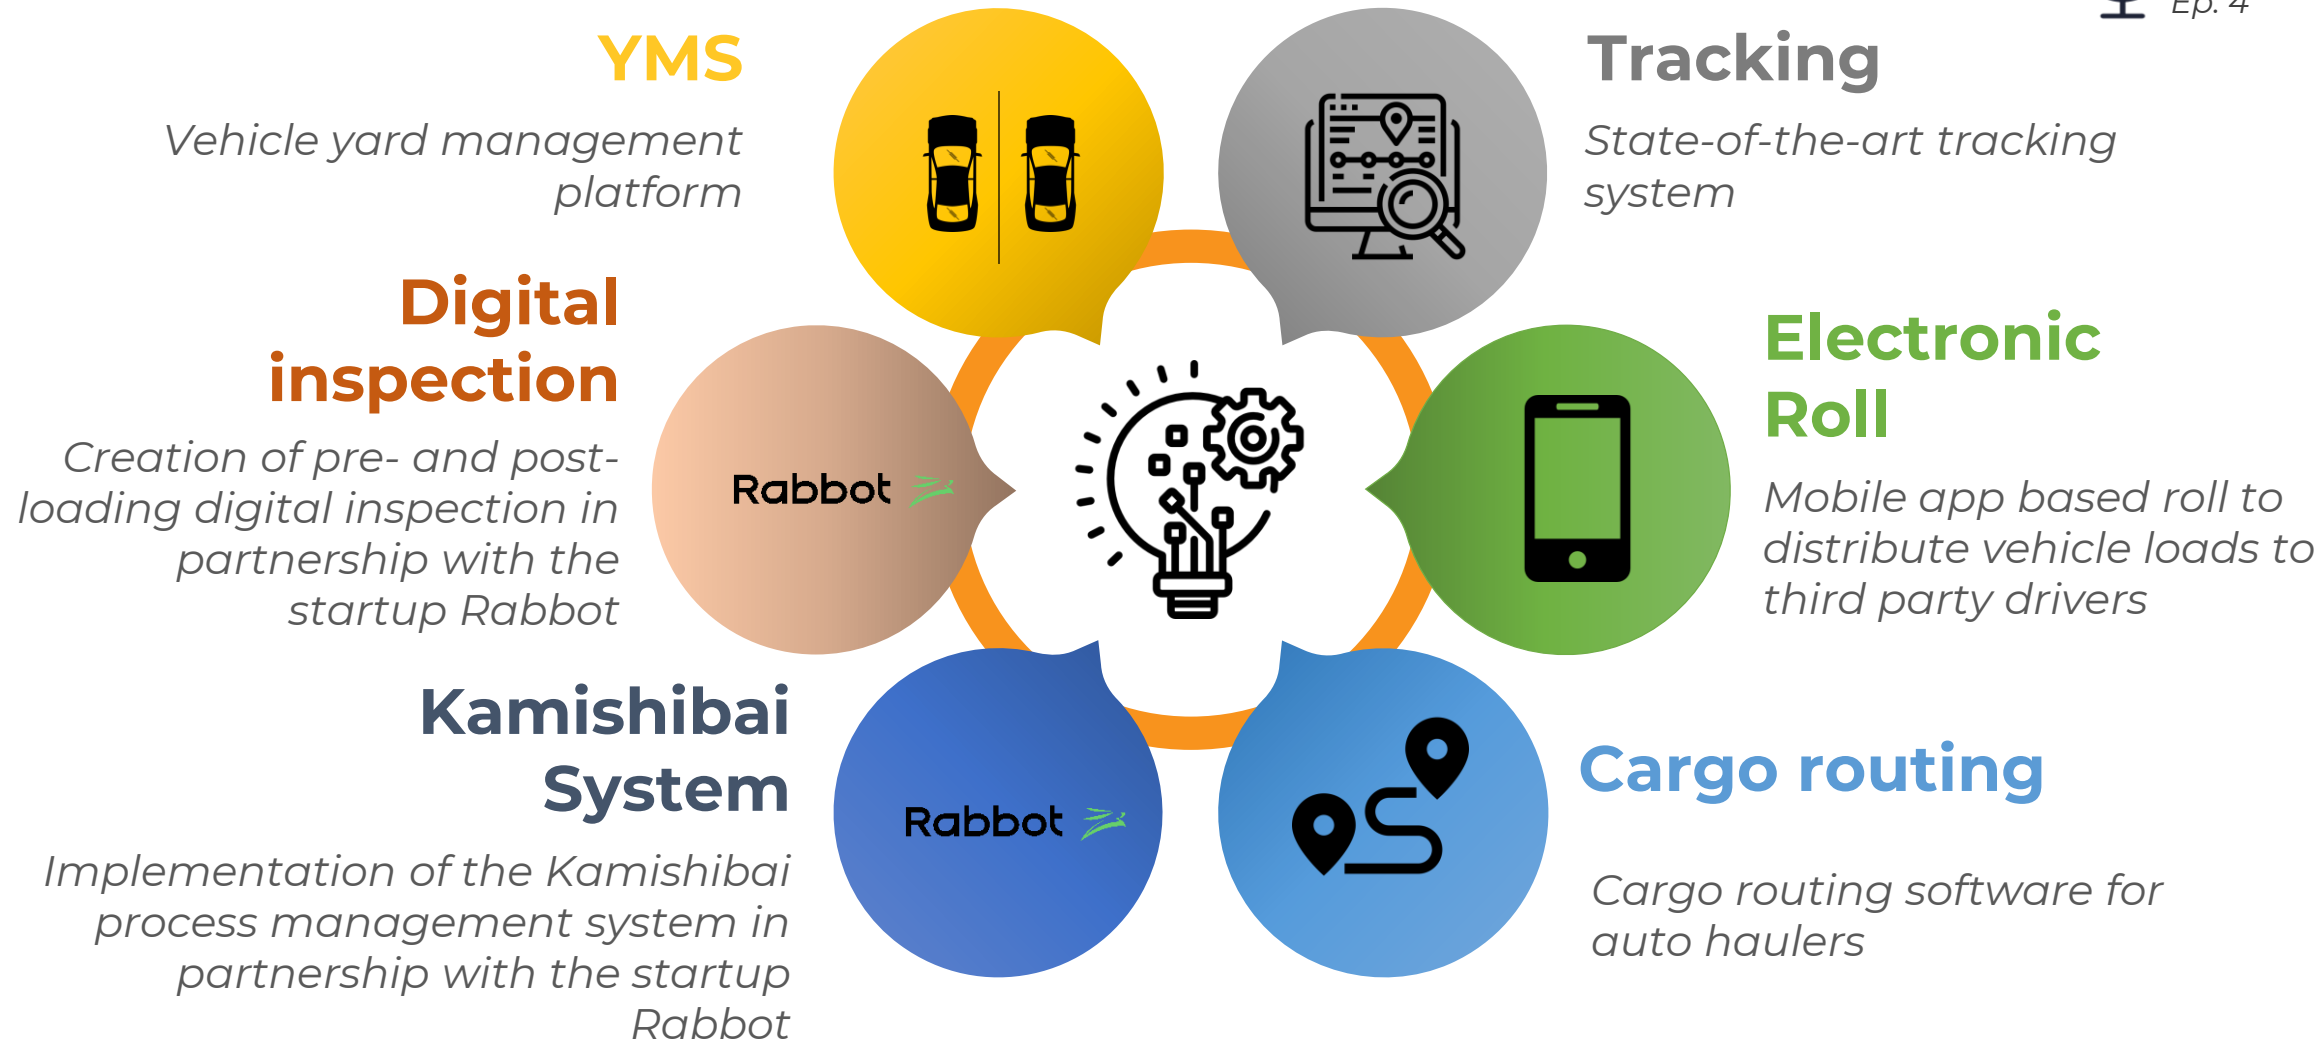 Ep. 4
YMS
Vehicle yard management
platform
Tracking
State-of-the-art tracking
system
Digital
inspection
Creation of pre- and post-
loading digital inspection in
partnership with the
startup Rabbot
Rabbot
Electronic
Roll
Mobile app based roll to
distribute vehicle loads to
third party drivers
Kamishibai
System
Implementation of the Kamishibai
process management system in
partnership with the startup
Rabbot
Rabbot
Cargo routing
Cargo routing software for
auto haulers